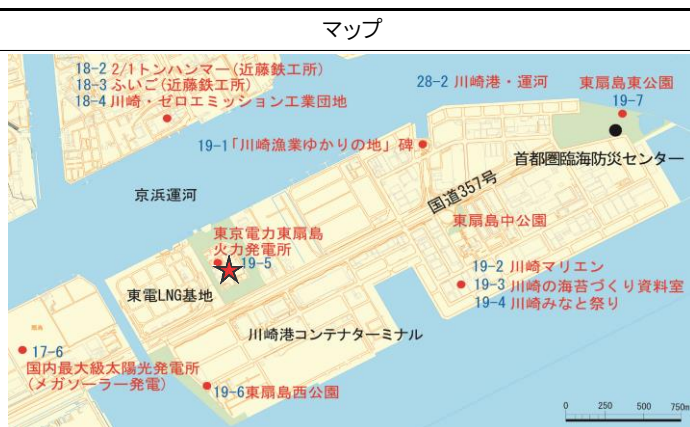 マップ
18-2 2/1トンハンマー(近藤鉄工所)
18-3 ふいご(近藤鉄工所)
18-4 川崎・ゼロエミッション工業団地
28-2 川崎港・運河
東扇島東公園
19-7
19-1「川崎漁業ゆかりの地」碑
首都圏臨海防災センター
京浜運河
国道357号
東扇島中公園
東京電力東扇島
火力発電所
19-5
19-2 川崎マリエン
19-3 川崎の海苔づくり資料室
19-4 川崎みなと祭り
東電LNG基地
川崎港コンテナターミナル
17-6
国内最大級太陽光発電所
(メガソーラー発電)
19-6東扇島西公園
0 250 500 750m